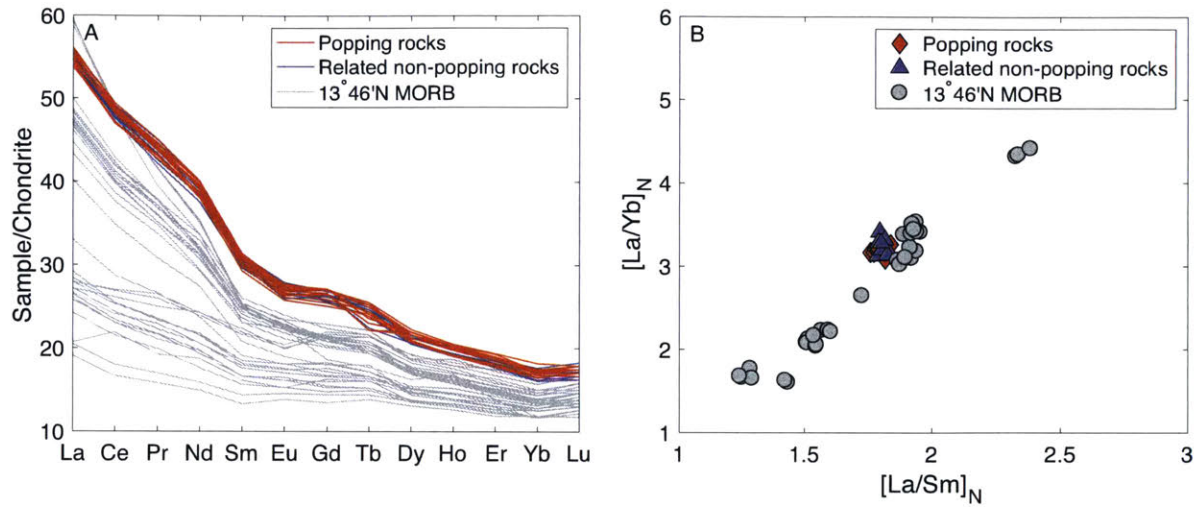 A
Popping rocks
Related non-popping rocks
13°46'N MORB
60
50
40
30
20
10
Sample/Chondrite
La Ce Pr Nd Sm Eu Gd Tb Dy Ho Er Yb Lu
B
Popping rocks
Related non-popping rocks
13°46'N MORB
6
5
4
3
2
1
[La/Yb]N
1 1.5 2 2.5 3
[La/Sm]N